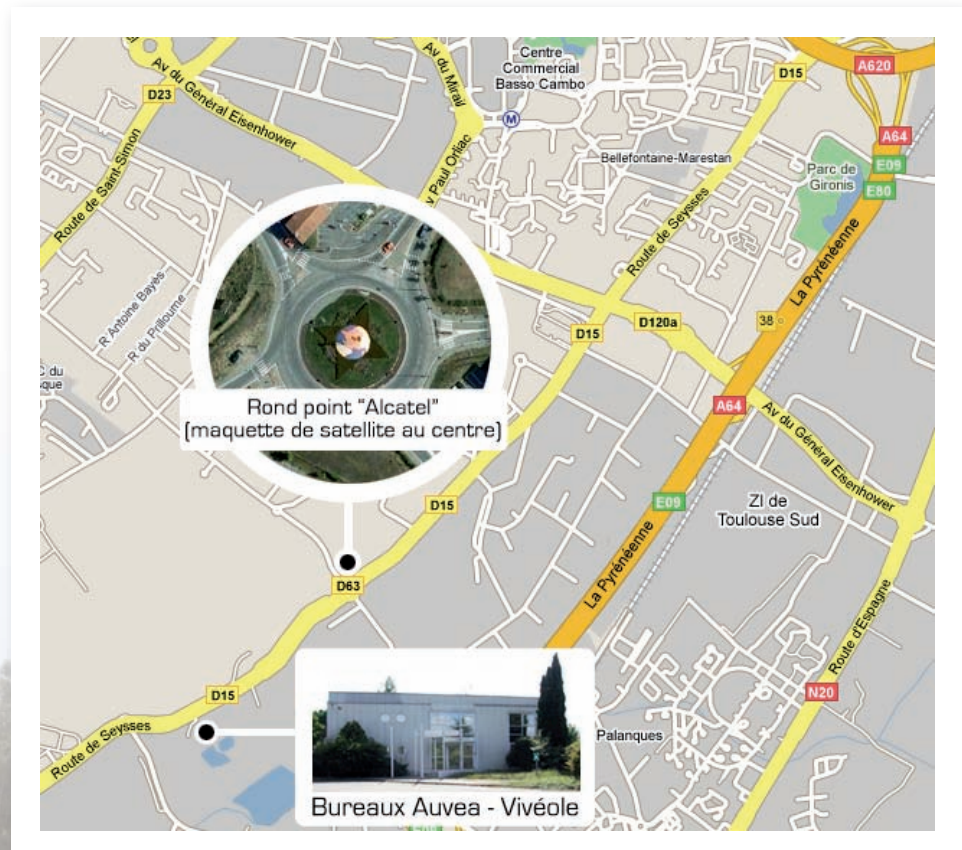 Centre
Commercial
Basso Cambo
D15
A620
Av du Mirail
Av du Général Eisenhower
D23
M
A64
Bellefontaine-Marestan
Parc de
Gironis
E09
E80
Route de Saint-Simon
Paul Orliac
Route de Seysses
La Pyrénéenne
R Antoine Bayès
R du Prilloume
38
D15
D120a
C du
Rond point "Alcatel"
(maquette de satellite au centre)
A64
Av du Général Eisenhower
D15
E09
ZI de
Toulouse Sud
D63
La Pyrénéenne
Route d'Espagne
D15
N20
Route de Seysses
Palanques
Bureaux Auvea - Vivéole